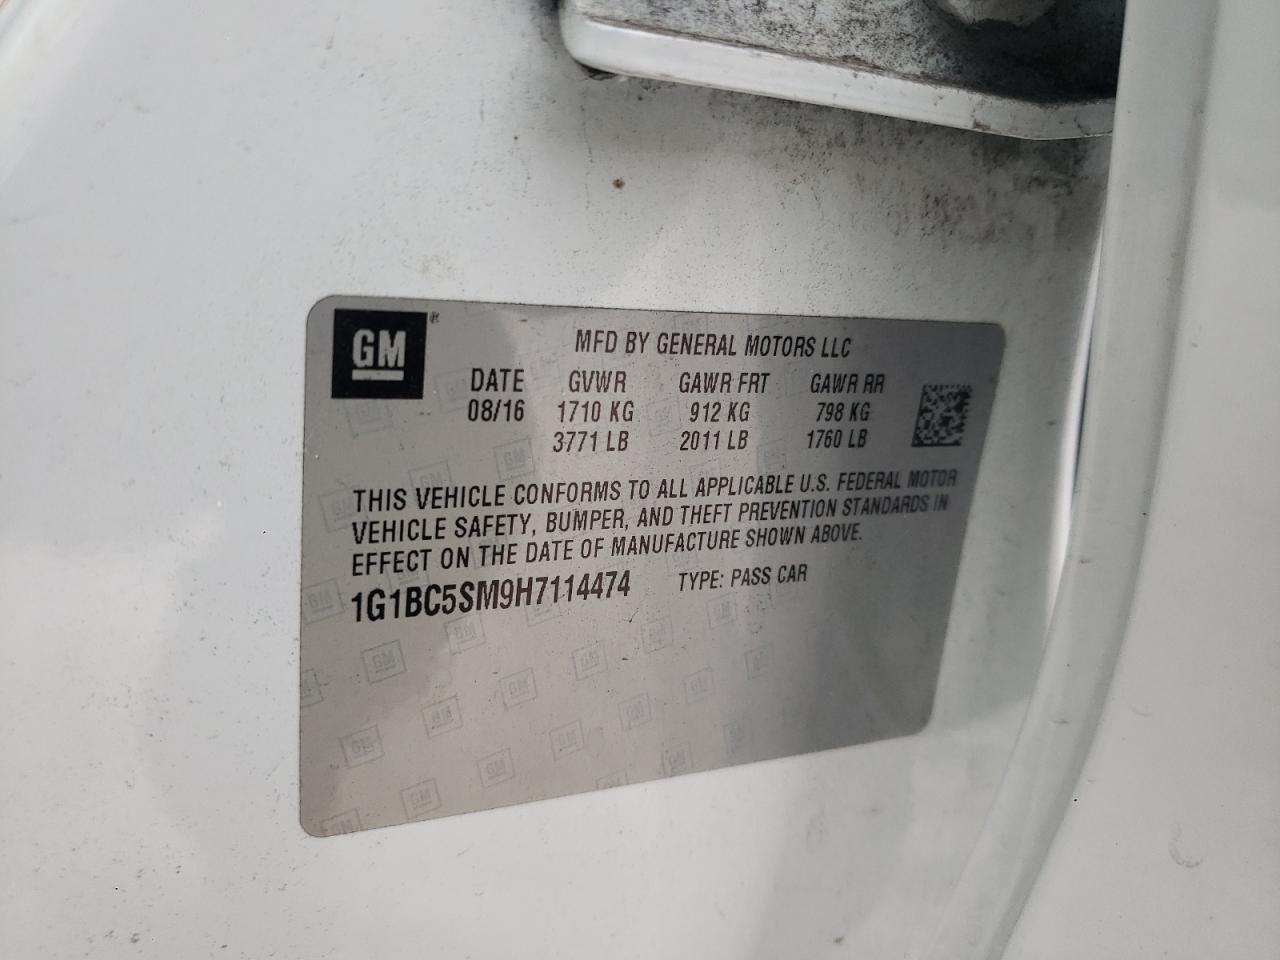 GM®
MFD BY GENERAL MOTORS LLC
DATE GVWR GAWR FRT GAWR RR
08/16 1710 KG 912 KG 798 KG
3771 LB 2011 LB 1760 LB
THIS VEHICLE CONFORMS TO ALL APPLICABLE U.S. FEDERAL MOTOR
VEHICLE SAFETY, BUMPER, AND THEFT PREVENTION STANDARDS IN
EFFECT ON THE DATE OF MANUFACTURE SHOWN ABOVE.
1G1BC5SM9H7114474 TYPE: PASS CAR